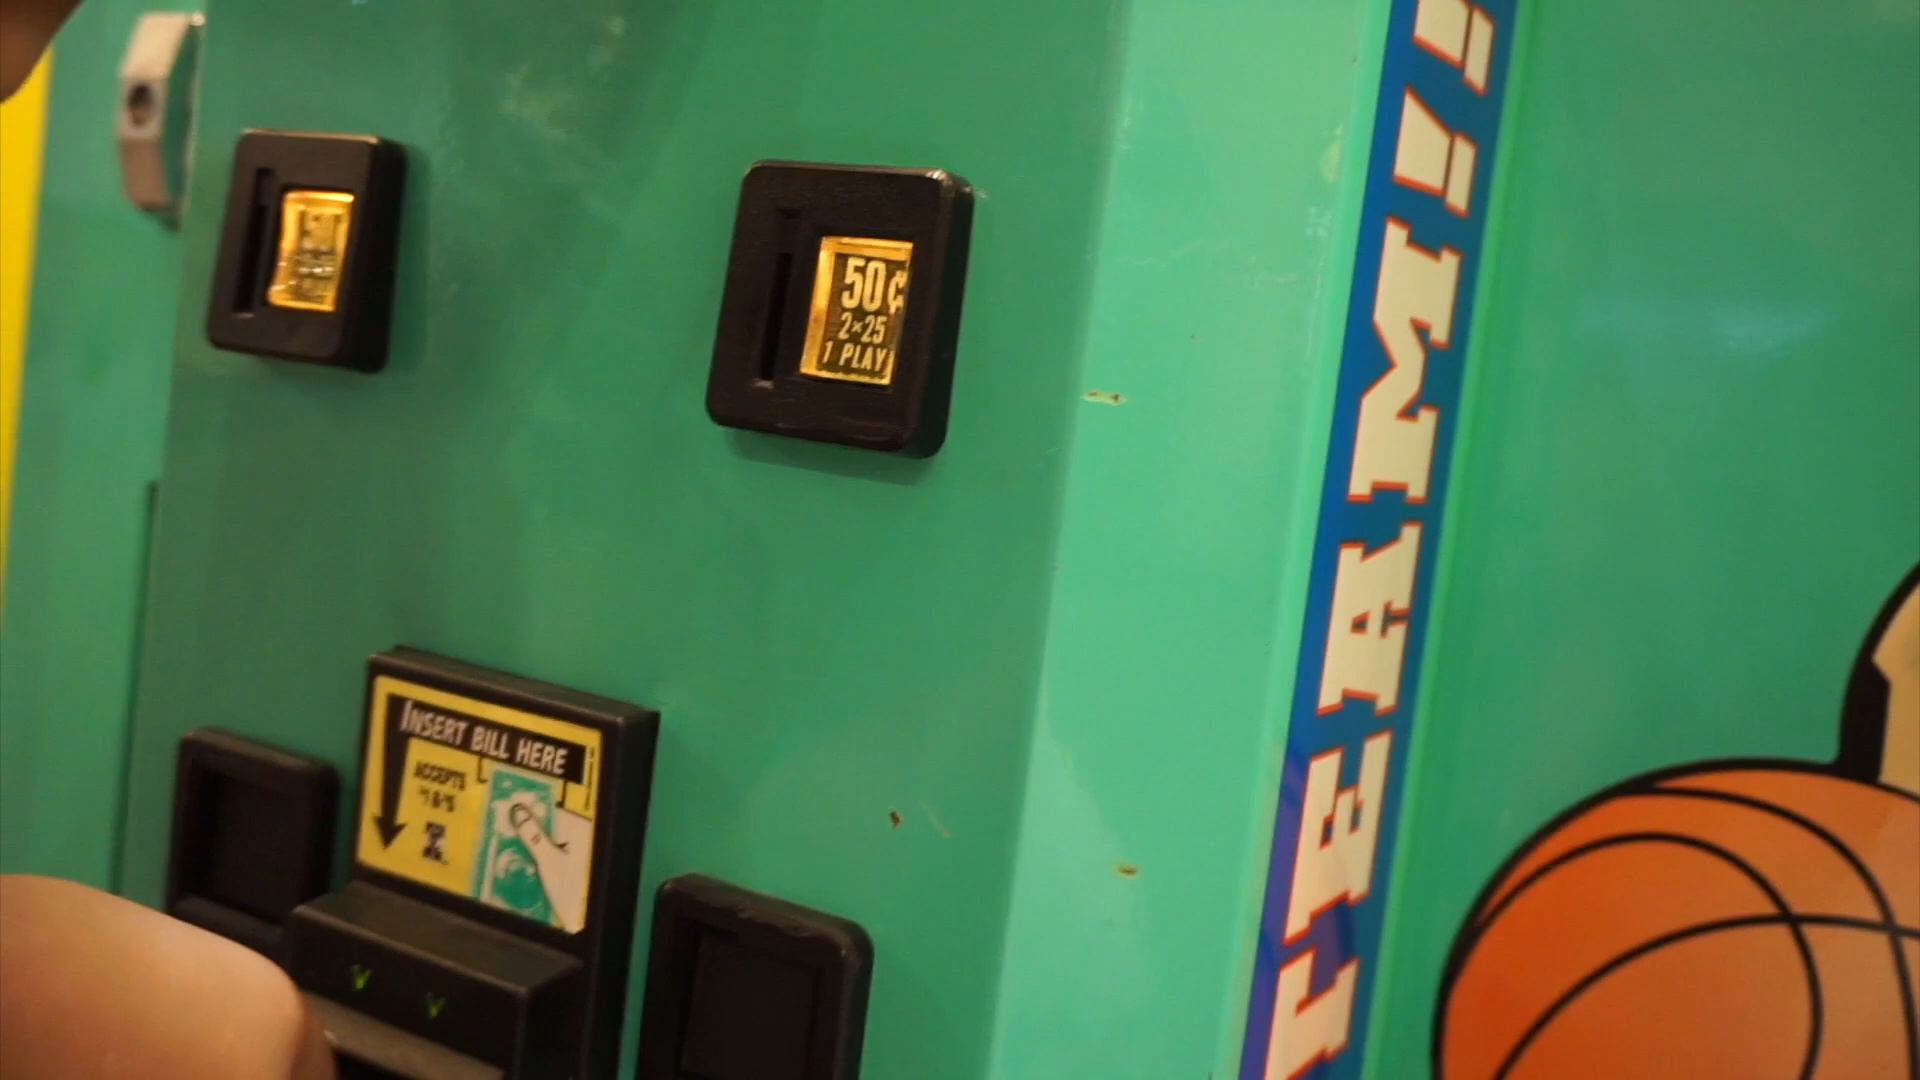 50¢
2×25
1 PLAY
INSERT BILL HERE
ACCEPTS
TEAM!!!